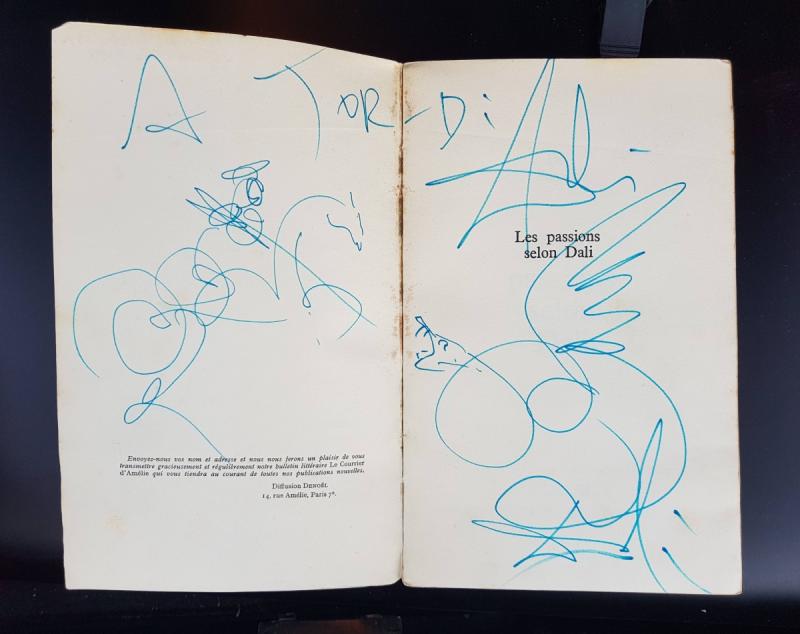 A JOR-Di
Dali
Envoyez-nous vos nom et adresse et nous nous ferons un plaisir de vous
transmettre gracieusement et régulièrement notre bulletin littéraire Le Courrier
d'Amélie qui vous tiendra au courant de toutes nos publications nouvelles.
Diffusion DENOËL
14, rue Amélie, Paris 7e.
Les passions
selon Dali